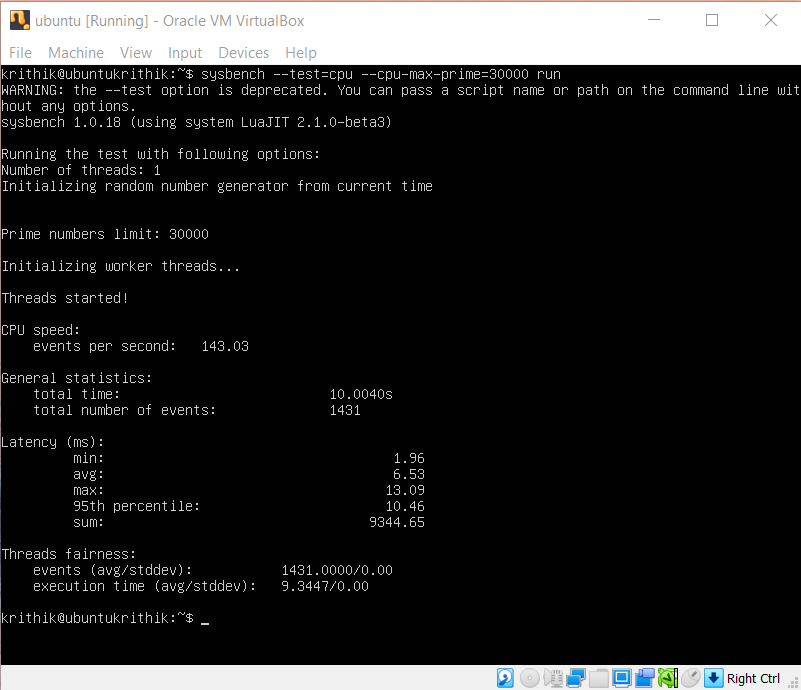 ubuntu [Running] - Oracle VM VirtualBox
File Machine View Input Devices Help
krithik@ubuntukrithik:~$ sysbench --test=cpu --cpu-max-prime=30000 run
WARNING: the --test option is deprecated. You can pass a script name or path on the command line wit
hout any options.
sysbench 1.0.18 (using system LuaJIT 2.1.0-beta3)
Running the test with following options:
Number of threads: 1
Initializing random number generator from current time
Prime numbers limit: 30000
Initializing worker threads...
Threads started!
CPU speed:
events per second: 143.03
General statistics:
total time: 10.0040s
total number of events: 1431
Latency (ms):
min: 1.96
avg: 6.53
max: 13.09
95th percentile: 10.46
sum: 9344.65
Threads fairness:
events (avg/stddev): 1431.0000/0.00
execution time (avg/stddev): 9.3447/0.00
krithik@ubuntukrithik:~$ _
Right Ctrl